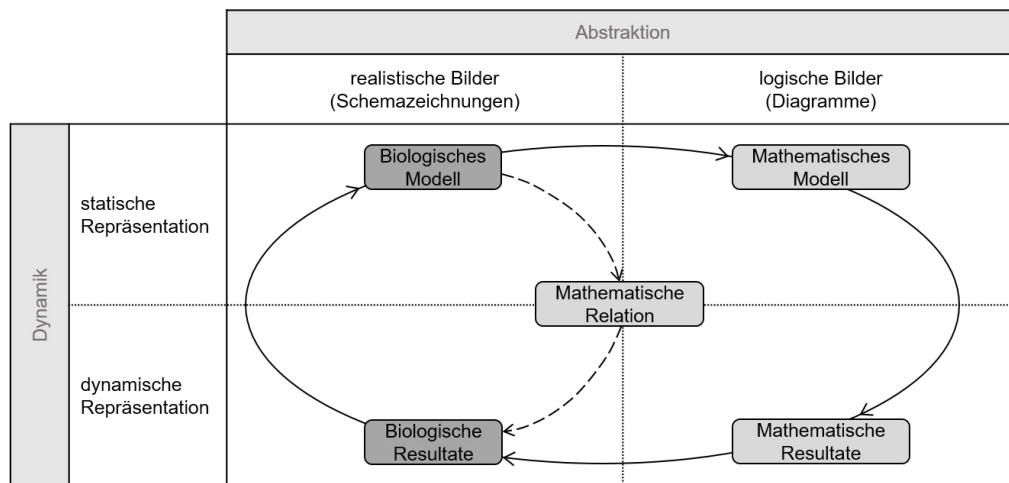 Abstraktion
realistische Bilder
(Schemazeichnungen)
logische Bilder
(Diagramme)
Dynamik
statische
Repräsentation
Biologisches
Modell
Mathematisches
Modell
Mathematische
Relation
dynamische
Repräsentation
Biologische
Resultate
Mathematische
Resultate